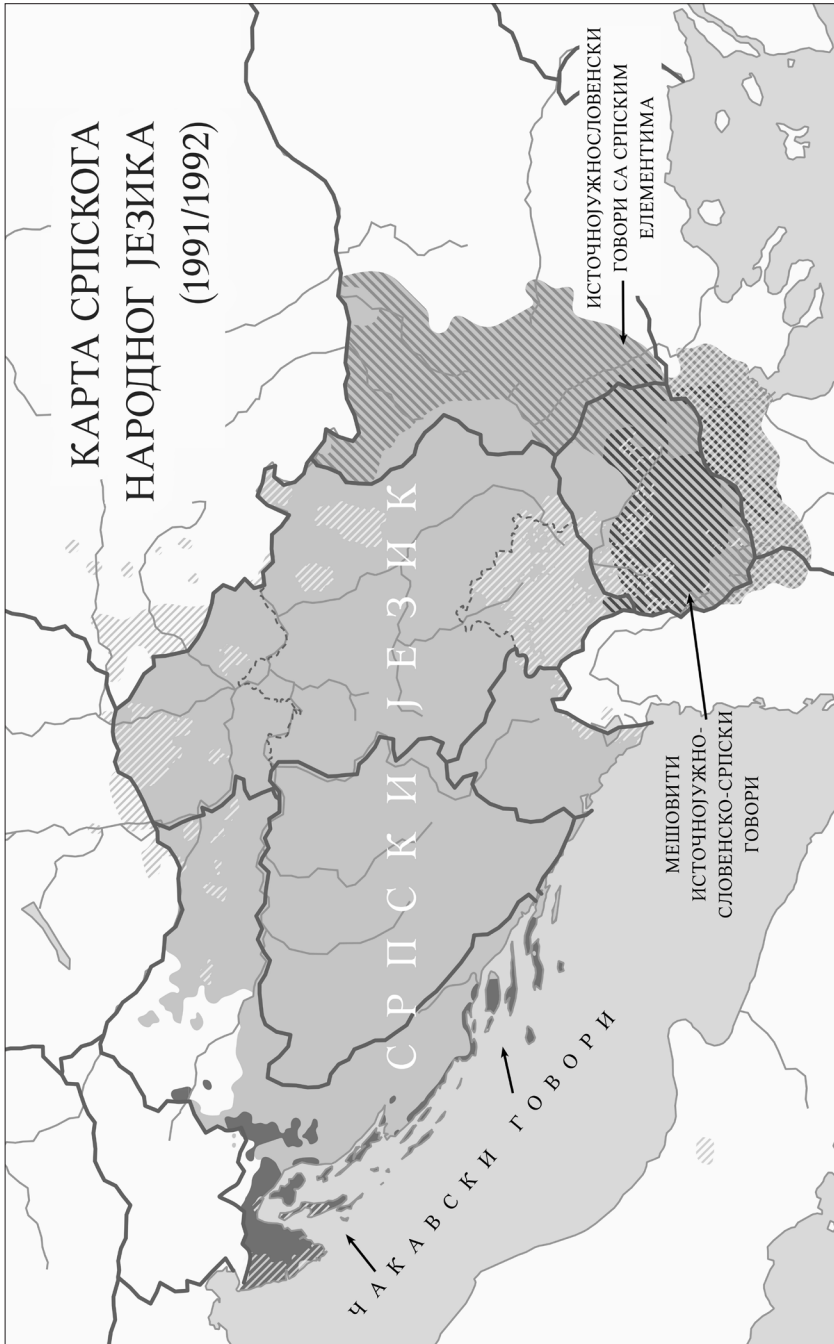 КАРТА СРПСКОГА
НАРОДНОГ ЈЕЗИКА
(1991/1992)
СРПСКИ ЈЕЗИК
ЧАКАВСКИ ГОВОРИ
МЕШОВИТИ
ИСТОЧНОЈУЖНО-
СЛОВЕНСКО-СРПСКИ
ГОВОРИ
ИСТОЧНОЈУЖНОСЛОВЕНСКИ
ГОВОРИ СА СРПСКИМ
ЕЛЕМЕНТИМА